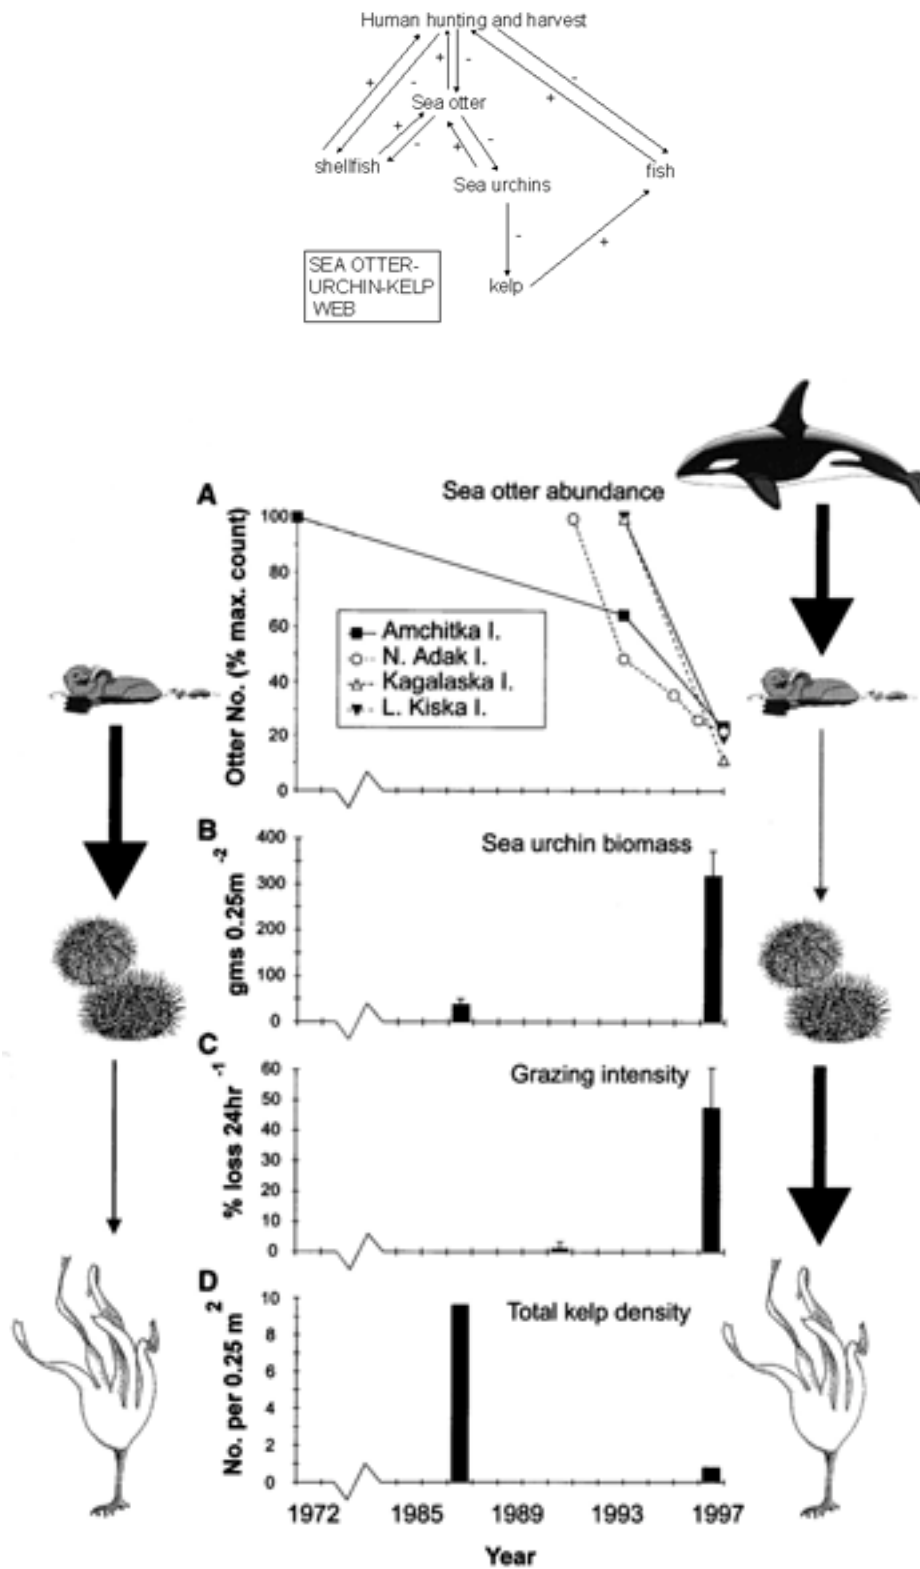 Human hunting and harvest
+
-
+
-
-
+
Sea otter
+
-
+
-
shellfish
Sea urchins
fish
-
+
SEA OTTER-
URCHIN-KELP
WEB
kelp
A
Sea otter abundance
Otter No. (% max. count)
100
80
60
40
20
0
Amchitka I.
N. Adak I.
Kagalaska I.
L. Kiska I.
B
Sea urchin biomass
gms 0.25m -2
400
300
200
100
0
C
Grazing intensity
% loss 24hr -1
60
50
40
30
20
10
0
D
Total kelp density
No. per 0.25 m 2
10
8
6
4
2
0
1972 1985 1989 1993 1997
Year